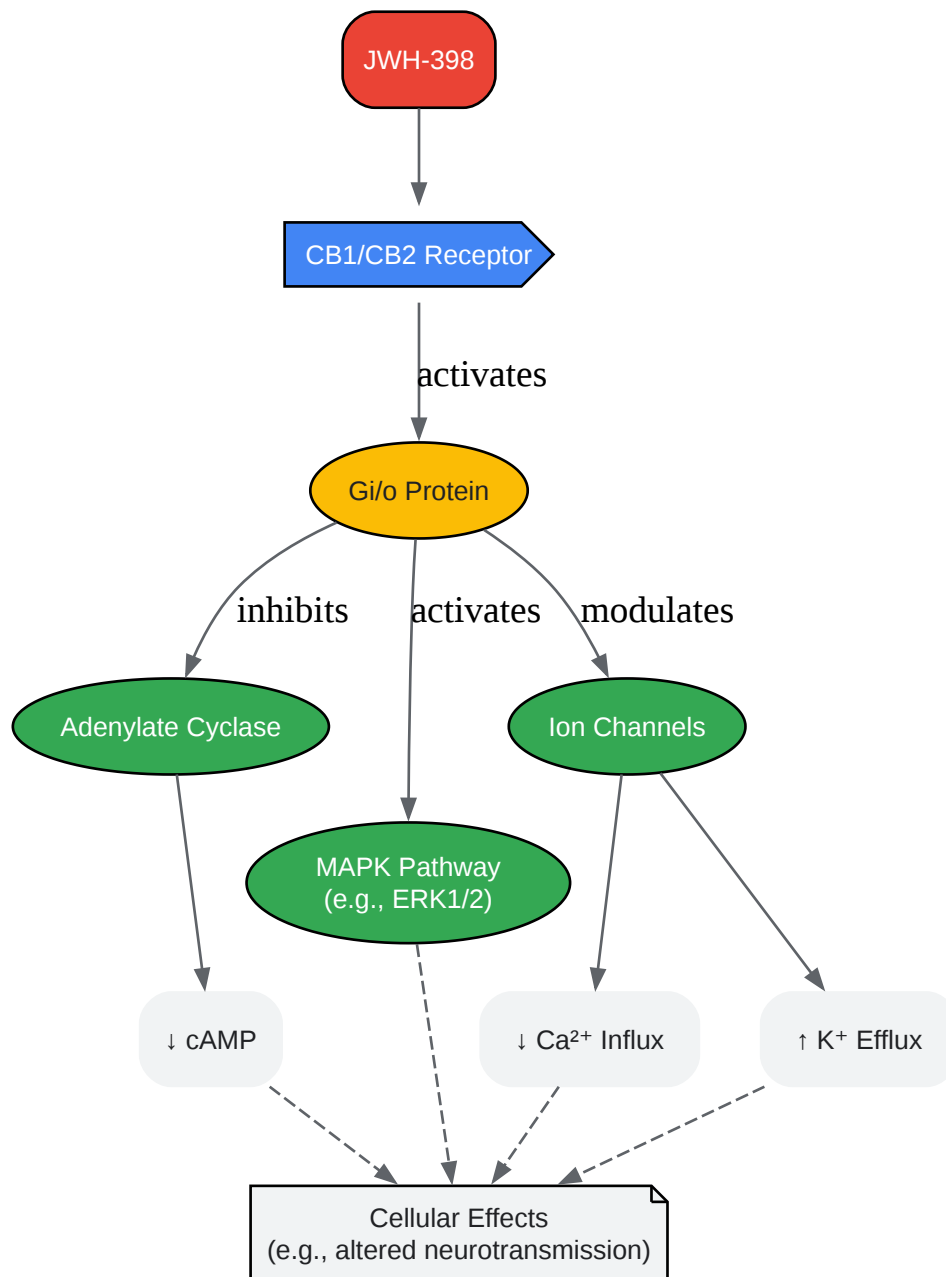 JWH-398
CB1/CB2 Receptor
activates
Gi/o Protein
inhibits
activates
modulates
Adenylate Cyclase
Ion Channels
MAPK Pathway
(e.g., ERK1/2)
↓ cAMP
↓ Ca²⁺ Influx
↑ K⁺ Efflux
Cellular Effects
(e.g., altered neurotransmission)